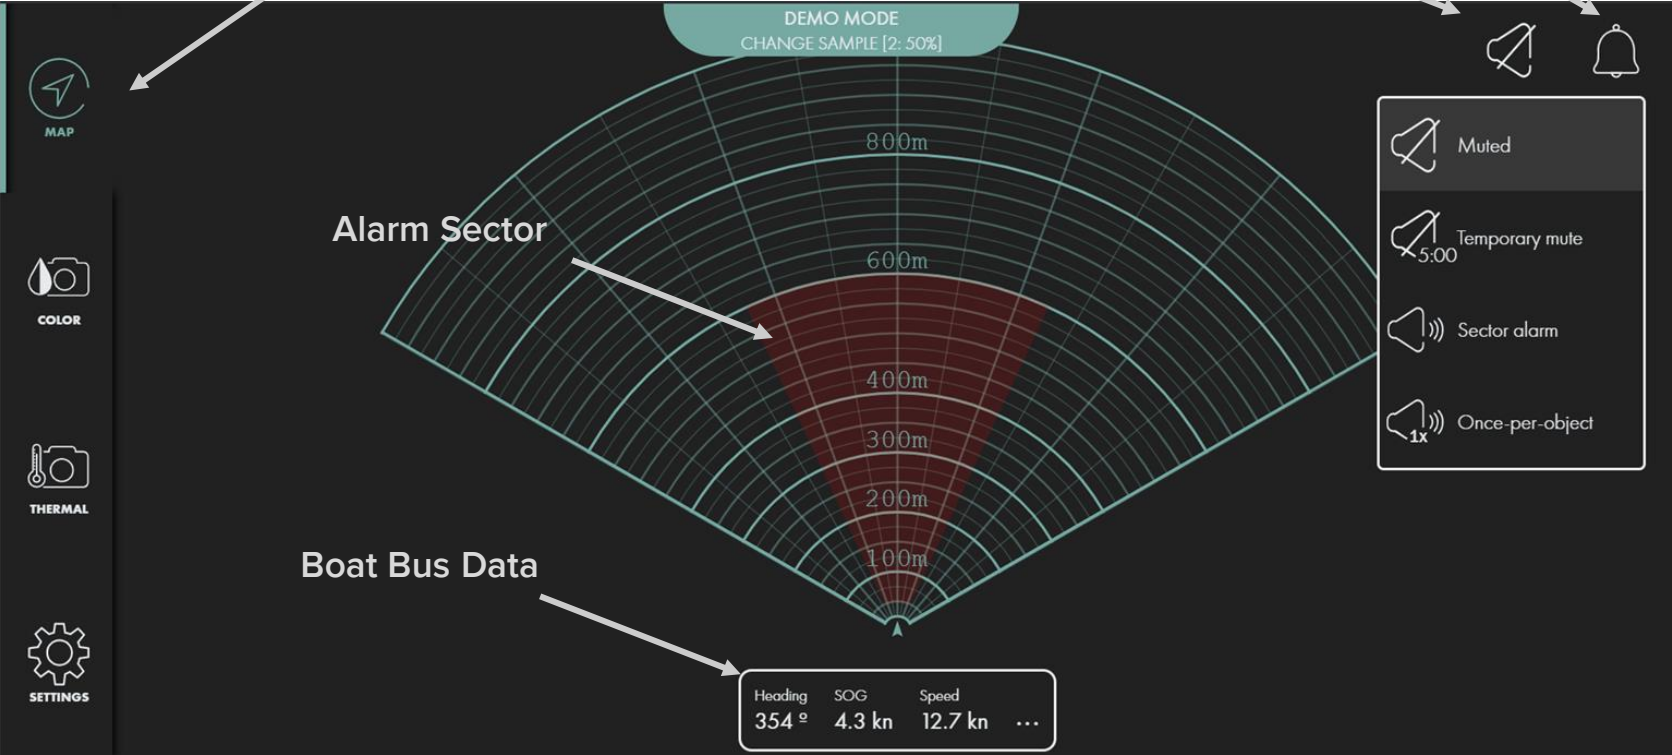 DEMO MODE
CHANGE SAMPLE [2: 50%]
MAP
COLOR
THERMAL
SETTINGS
Alarm Sector
Boat Bus Data
800m
600m
400m
300m
200m
100m
Muted
5:00 Temporary mute
Sector alarm
1x Once-per-object
Heading SOG Speed
354 º 4.3 kn 12.7 kn ...